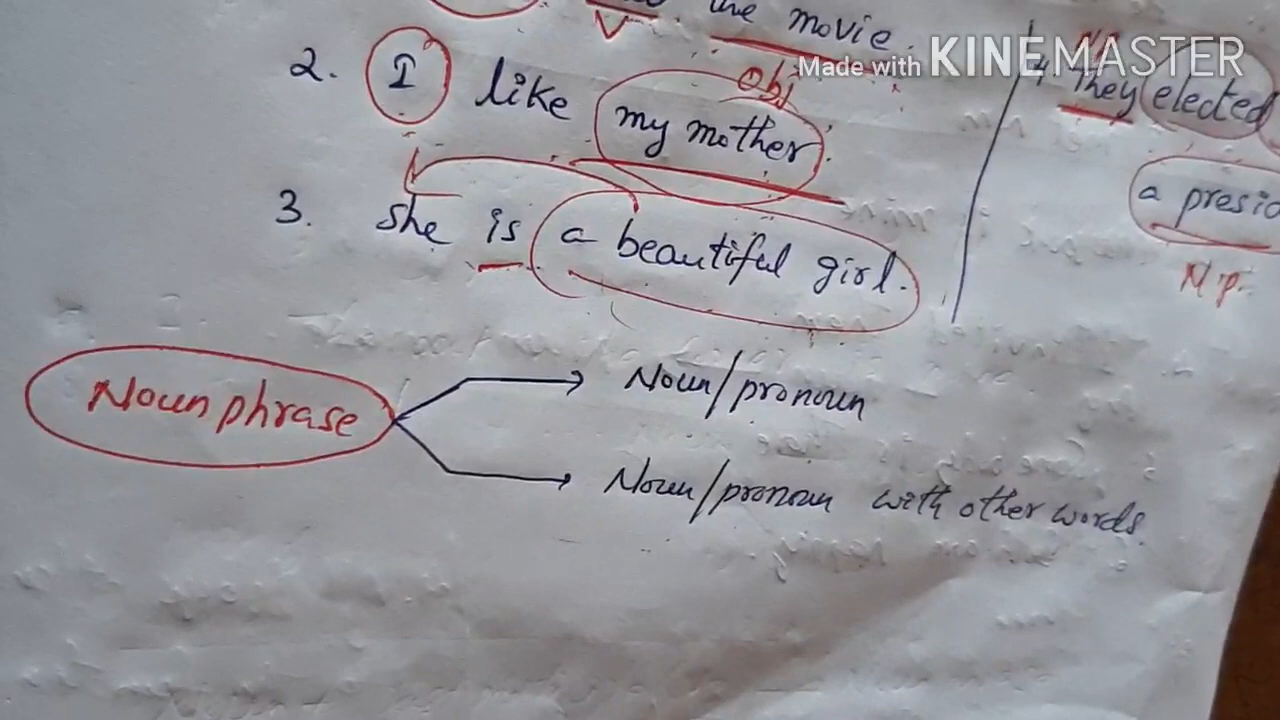 the movie.
Made with KINEMASTER
2. I like my mother.
obj
3. she is a beautiful girl.
V
4. They elected
a
N.p.
Noun phrase
Noun/pronoun
Noun/pronoun with other words.